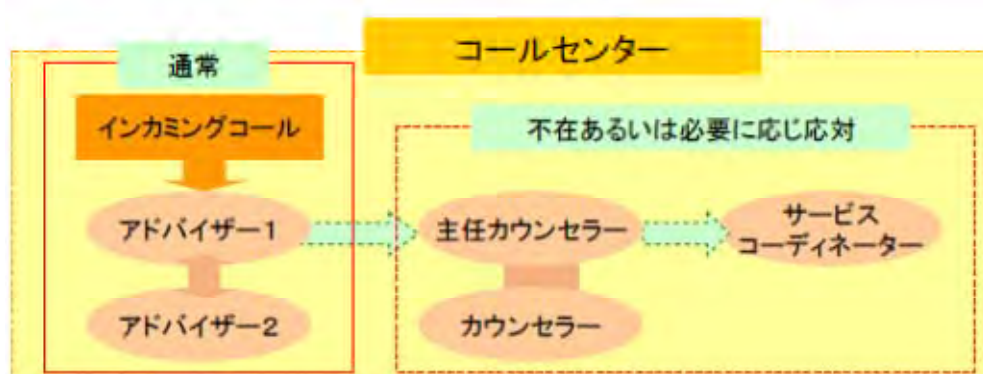 コールセンター
通常
インカミングコール
不在あるいは必要に応じ応対
アドバイザー1
主任カウンセラー
サービス
コーディネーター
アドバイザー2
カウンセラー